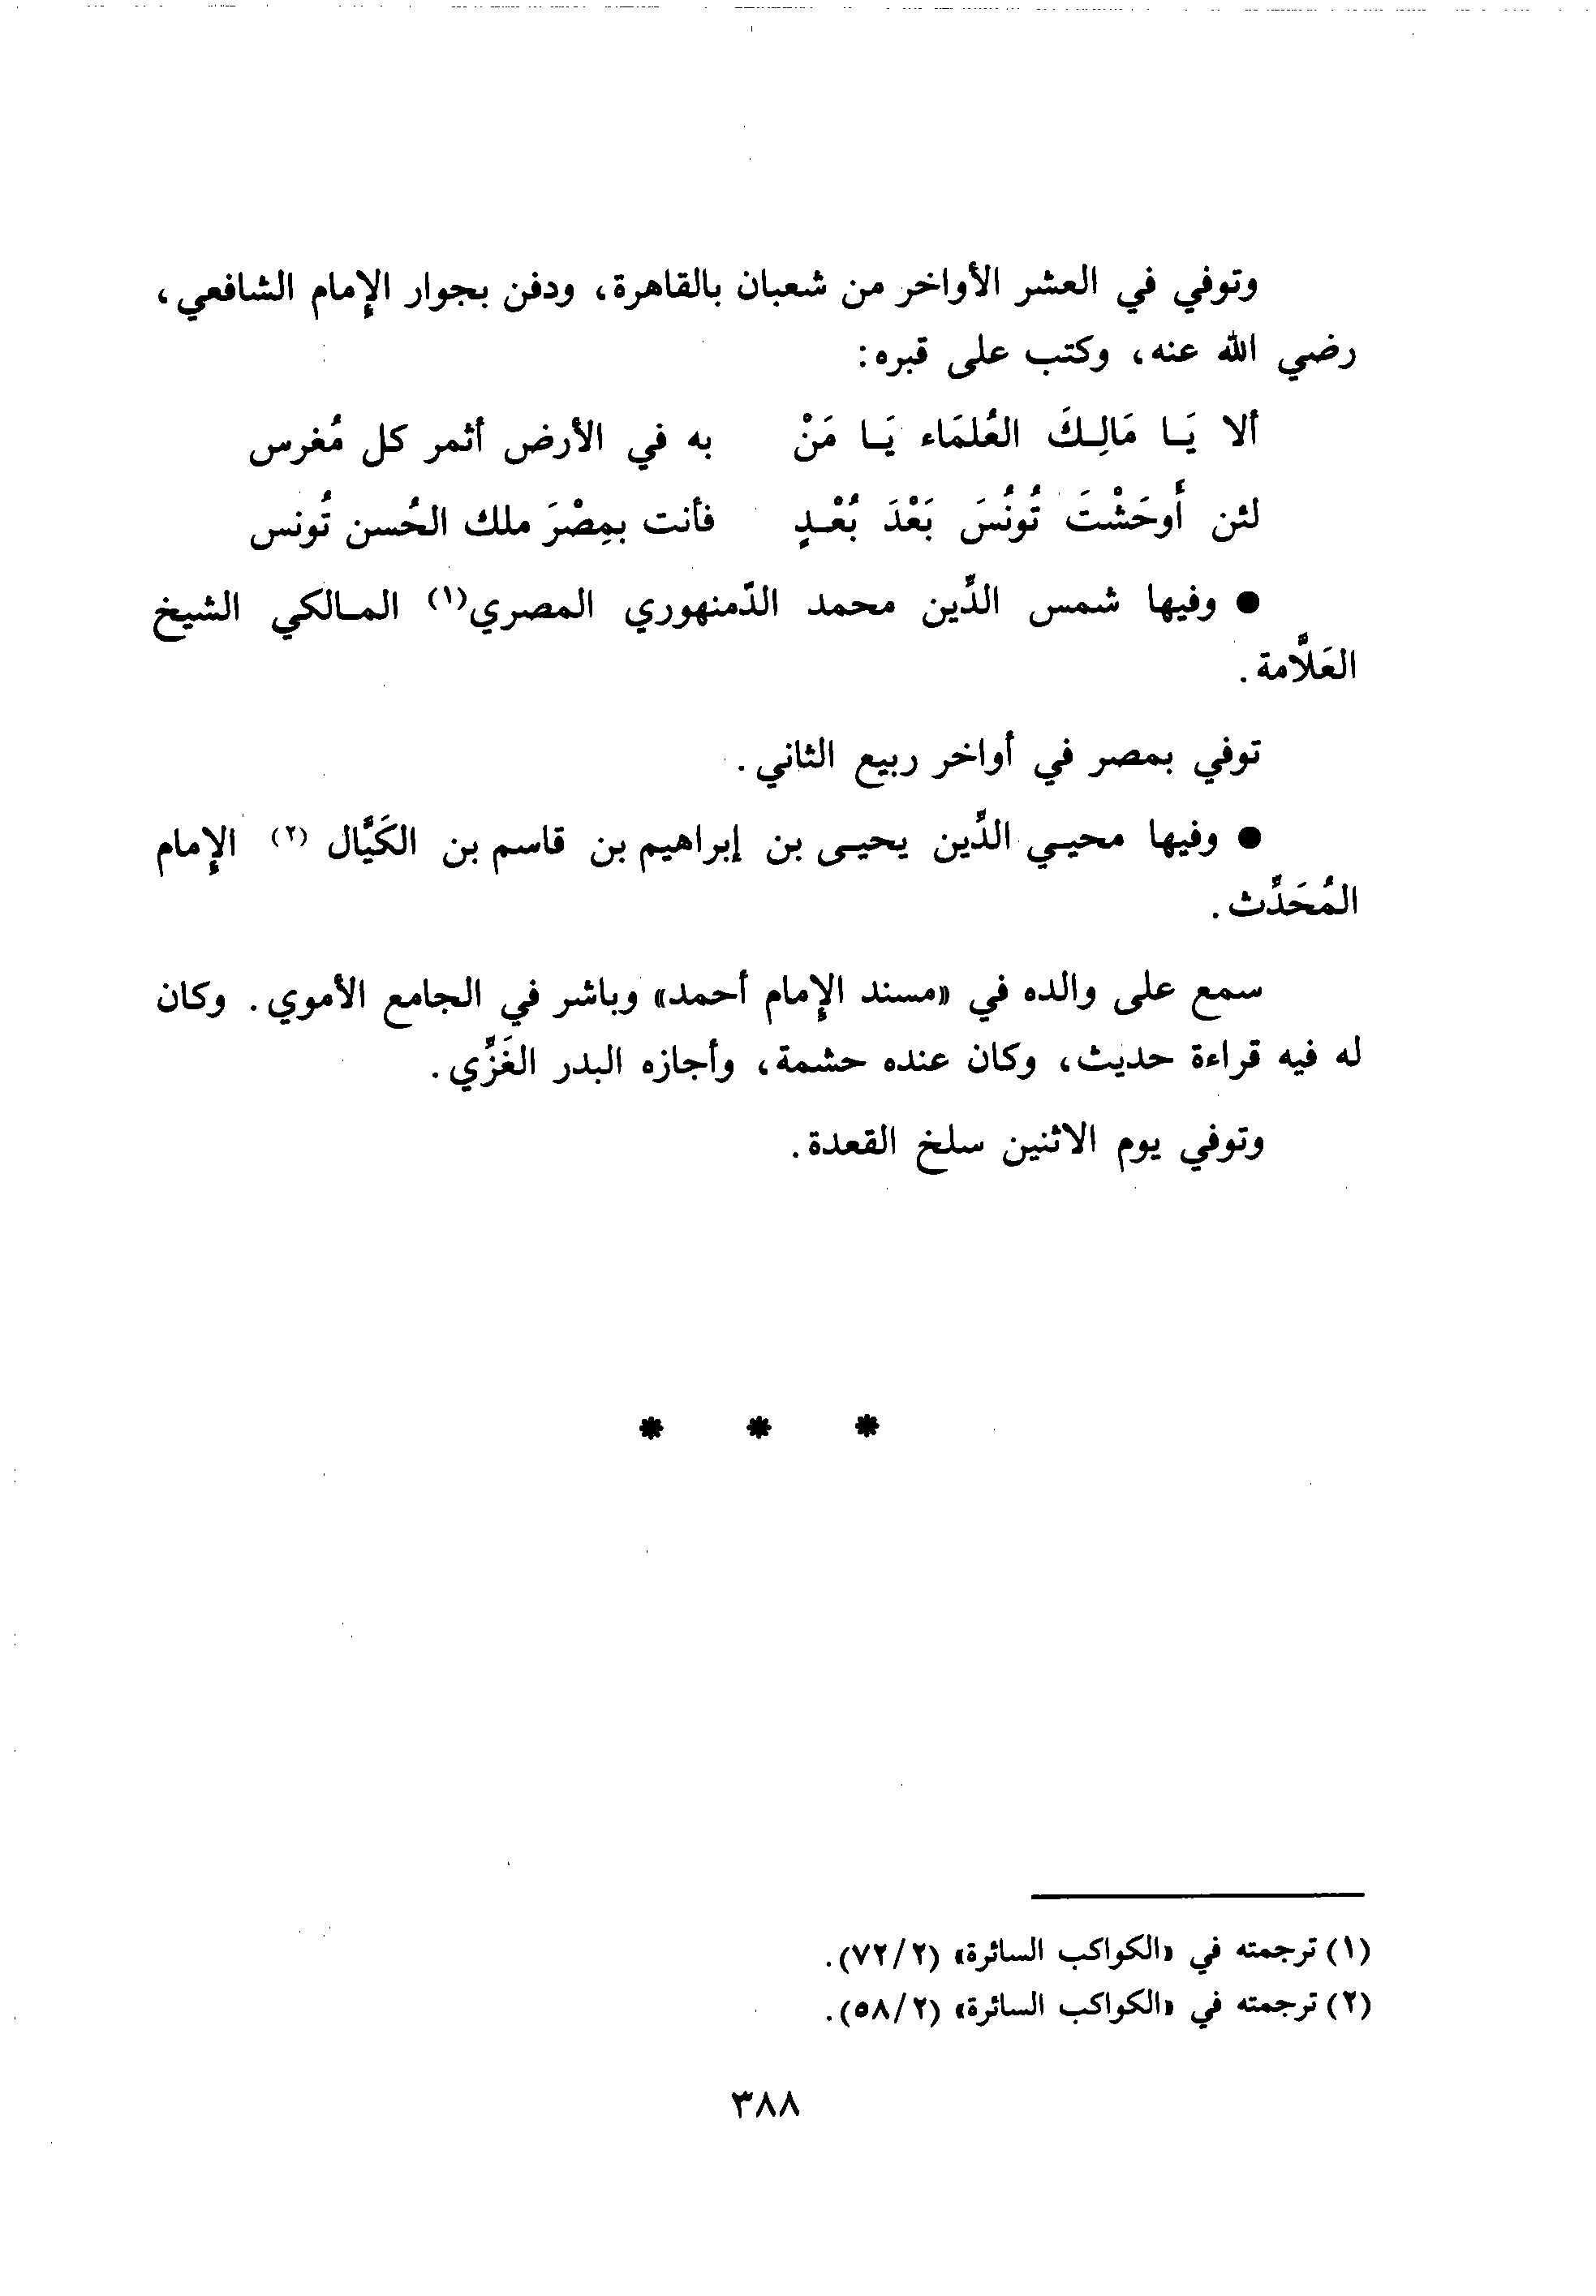 وتوفي في العشر الأواخر من شعبان بالقاهرة، ودفن بجوار الإمام الشافعي،
رضي الله عنه، وكتب على قبره:
ألا يَـا مَالِـكَ العُلمَاء يَـا مَنْ به في الأرض أثمر كل مُغرس
لئن أَوحَشْتَ تُونُسَ بَعْدَ بُعْـدٍ فأنت بمِصْرَ ملك الحُسن تُونس
● وفيها شمس الدِّين محمد الدّمنهوري المصري(١) المـالكي الشيخ
العَلَّامة.
توفي بمصر في أواخر ربيع الثاني.
● وفيها محيـي الدِّين يحيـى بن إبراهيم بن قاسم بن الكَيَّال (٢) الإمام
المُحَدِّث.
سمع على والده في «مسند الإمام أحمد» وباشر في الجامع الأموي. وكان
له فيه قراءة حديث، وكان عنده حشمة، وأجازه البدر الغَزِّي.
وتوفي يوم الاثنين سلخ القعدة.
* * *
(١) ترجمته في «الكواكب السائرة» (٧٢/٢).
(٢) ترجمته في «الكواكب السائرة» (٥٨/٢).
٣٨٨